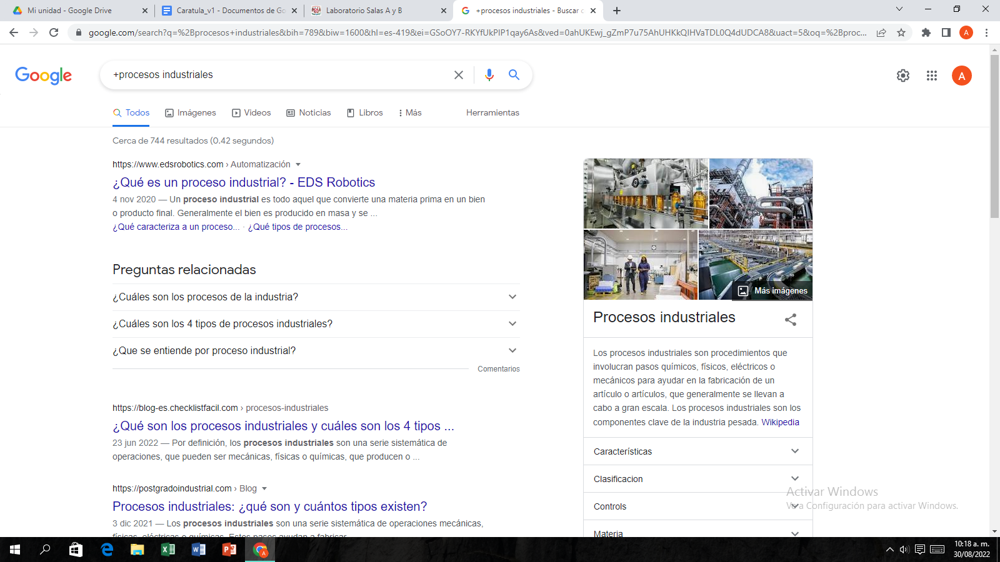 Mi unidad - Google Drive
Caratula_v1 - Documentos de Go
Laboratorio Salas A y B
+procesos industriales - Buscar c
google.com/search?q=%2Bprocesos+industriales&bih=789&biw=1600&hl=es-419&ei=GSoOY7-RKYfUkPIP1qay6As&ved=0ahUKEwj_gZmP7u75AhUHKkQIHVaTDL0Q4dUDCA8&uact=5&oq=%2Bproc...
A
Google
+procesos industriales
A
Todos
Imágenes
Videos
Noticias
Libros
Más
Herramientas
Cerca de 744 resultados (0.42 segundos)
https://www.edsrobotics.com › Automatización
¿Qué es un proceso industrial? - EDS Robotics
4 nov 2020 — Un proceso industrial es todo aquel que convierte una materia prima en un bien
o producto final. Generalmente el bien es producido en masa y se ...
¿Qué caracteriza a un proceso... · ¿Qué tipos de procesos...
Preguntas relacionadas
¿Cuáles son los procesos de la industria?
¿Cuáles son los 4 tipos de procesos industriales?
¿Que se entiende por proceso industrial?
Comentarios
https://blog-es.checklistfacil.com › procesos-industriales
¿Qué son los procesos industriales y cuáles son los 4 tipos ...
23 jun 2022 — Por definición, los procesos industriales son una serie sistemática de
operaciones, que pueden ser mecánicas, físicas o químicas, que producen o ...
https://postgradoindustrial.com › Blog
Procesos industriales: ¿qué son y cuántos tipos existen?
3 dic 2021 — Los procesos industriales son una serie sistemática de operaciones mecánicas,
físicas, eléctricas o químicas. Estos pasos ayudan a fabricar
Más imágenes
Procesos industriales
Los procesos industriales son procedimientos que
involucran pasos químicos, físicos, eléctricos o
mecánicos para ayudar en la fabricación de un
artículo o artículos, que generalmente se llevan a
cabo a gran escala. Los procesos industriales son los
componentes clave de la industria pesada. Wikipedia
Características
Clasificacion
Controls
Materia
Activar Windows
Ve a Configuración para activar Windows.
10:18 a. m.
30/08/2022